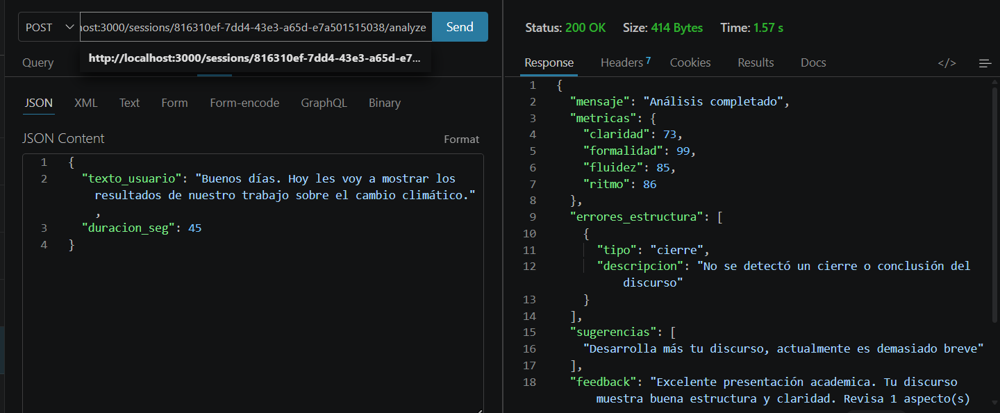 POST
host:3000/sessions/816310ef-7dd4-43e3-a65d-e7a501515038/analyze
Send
http://localhost:3000/sessions/816310ef-7dd4-43e3-a65d-e7...
Query
JSON XML Text Form Form-encode GraphQL Binary
JSON Content
Format
1 {
2 "texto_usuario": "Buenos días. Hoy les voy a mostrar los
resultados de nuestro trabajo sobre el cambio climático."
,
3 "duracion_seg": 45
4 }
Status: 200 OK Size: 414 Bytes Time: 1.57 s
Response Headers 7 Cookies Results Docs </>
1 {
2 "mensaje": "Análisis completado",
3 "metricas": {
4 "claridad": 73,
5 "formalidad": 99,
6 "fluidez": 85,
7 "ritmo": 86
8 },
9 "errores_estructura": [
10 {
11 "tipo": "cierre",
12 "descripcion": "No se detectó un cierre o conclusión del
discurso"
13 }
14 ],
15 "sugerencias": [
16 "Desarrolla más tu discurso, actualmente es demasiado breve"
17 ],
18 "feedback": "Excelente presentación academica. Tu discurso
muestra buena estructura y claridad. Revisa 1 aspecto(s)